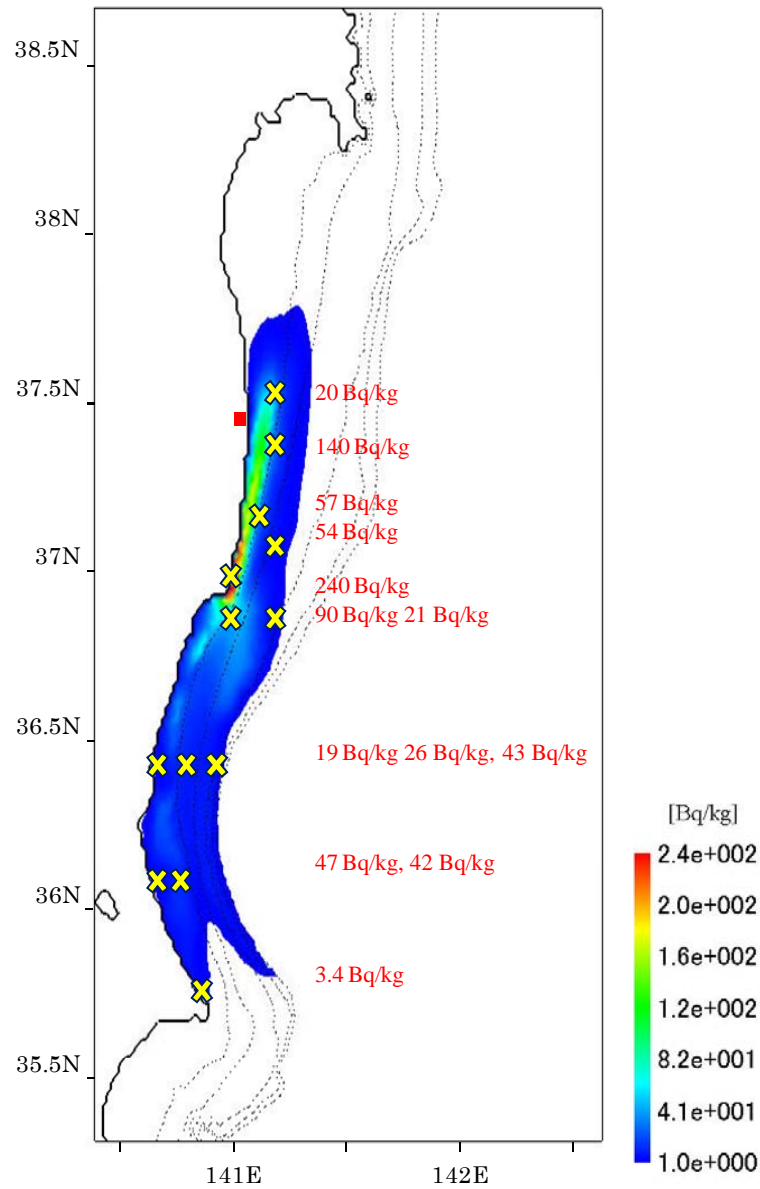 38.5N
38N
37.5N
20 Bq/kg
140 Bq/kg
57 Bq/kg
54 Bq/kg
37N
240 Bq/kg
90 Bq/kg 21 Bq/kg
36.5N
19 Bq/kg 26 Bq/kg, 43 Bq/kg
[Bq/kg]
2.4e+002
47 Bq/kg, 42 Bq/kg
36N
2.0e+002
1.6e+002
3.4 Bq/kg
1.2e+002
35.5N
8.2e+001
4.1e+001
1.0e+000
141E
142E